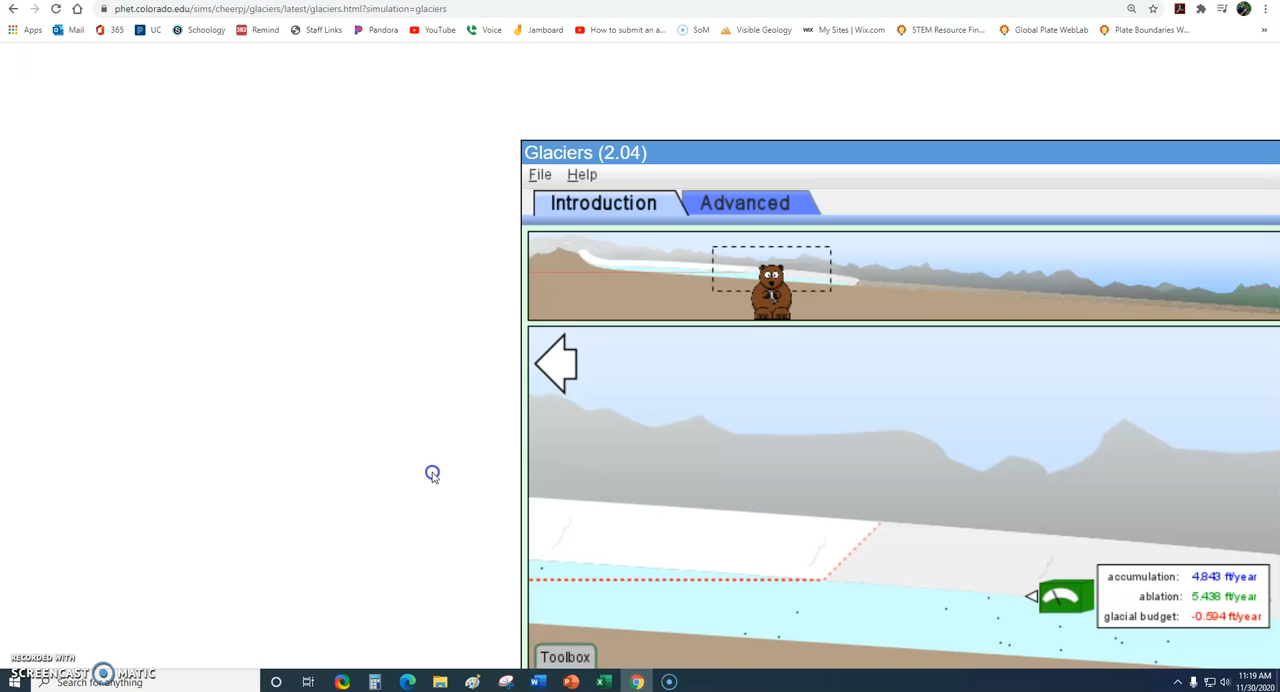 phet.colorado.edu/sims/cheerpj/glaciers/latest/glaciers.html?simulation=glaciers
Apps Mail 365 UC Schoology Remind Staff Links Pandora YouTube Voice Jamboard How to submit an a... SoM Visible Geology WIX My Sites | Wix.com STEM Resource Fin... Global Plate WebLab Plate Boundaries W... »
Glaciers (2.04)
File Help
Introduction Advanced
accumulation: 4.843 ft/year
ablation: 5.438 ft/year
glacial budget: -0.594 ft/year
Toolbox
RECORDED WITH
SCREENCAST MATIC
Search for anything
11:19 AM
11/30/2020